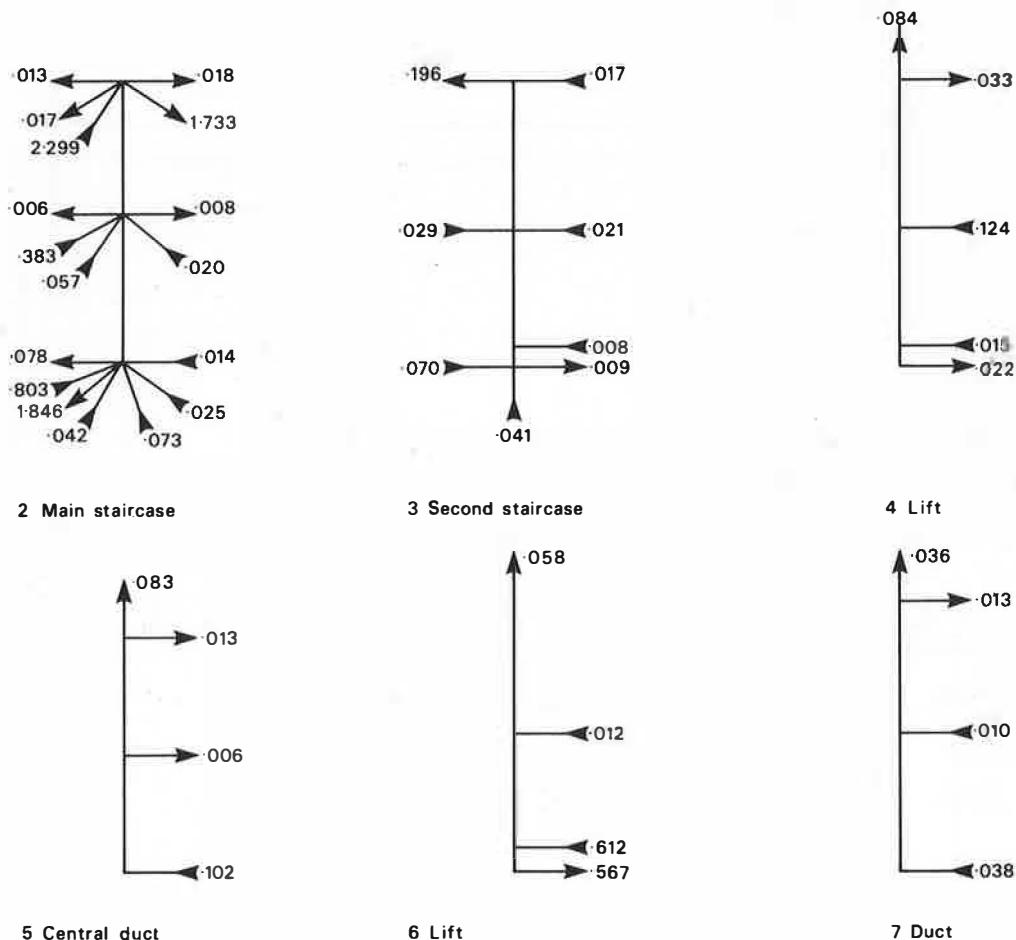 ·084
·013 ·018 ·196 ·017 ·033
·017 1·733
2·299
·006 ·008 ·029 ·021 ·124
·383 ·020
·057
·078 ·014 ·008 ·015
·803 ·070 ·009 ·022
1·846 ·025
·042 ·073 ·041
2 Main staircase 3 Second staircase 4 Lift
·083 ·058 ·036
·013 ·013
·006 ·012 ·010
·612
·102 ·567 ·038
5 Central duct 6 Lift 7 Duct